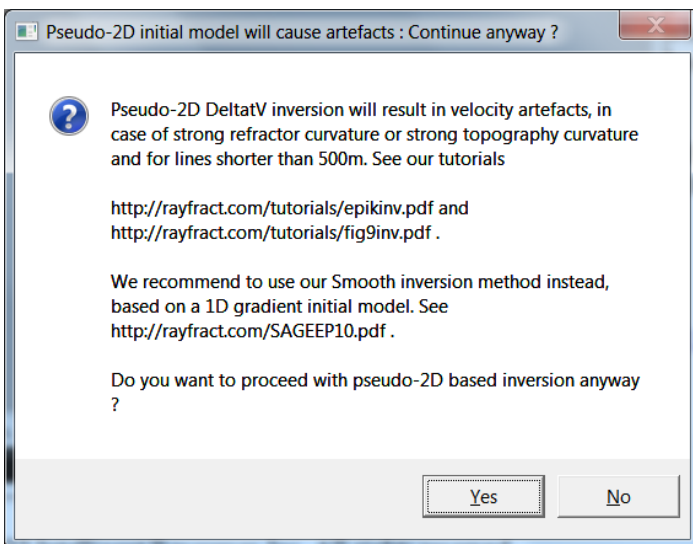 Pseudo-2D initial model will cause artefacts : Continue anyway ?
Pseudo-2D DeltatV inversion will result in velocity artefacts, in
case of strong refractor curvature or strong topography curvature
and for lines shorter than 500m. See our tutorials
http://rayfract.com/tutorials/epikinv.pdf and
http://rayfract.com/tutorials/fig9inv.pdf .
We recommend to use our Smooth inversion method instead,
based on a 1D gradient initial model. See
http://rayfract.com/SAGEEP10.pdf .
Do you want to proceed with pseudo-2D based inversion anyway
?
Yes No